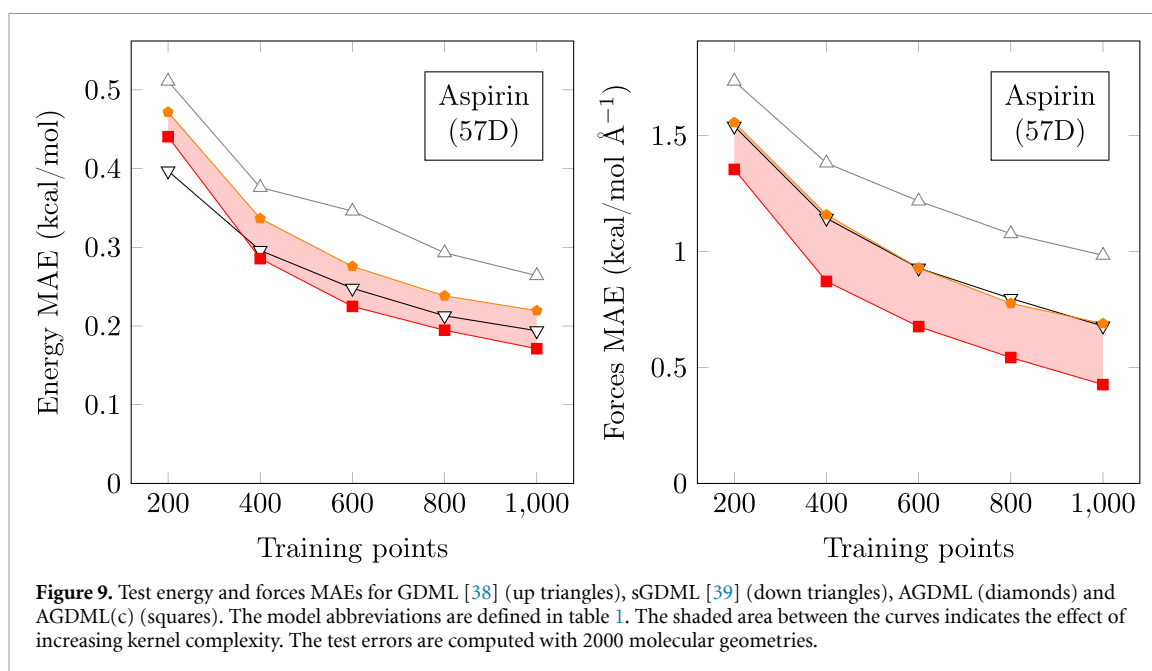 Energy MAE (kcal/mol)
0.5
0.4
0.3
0.2
0.1
0
200 400 600 800 1,000
Training points
Aspirin
(57D)
Forces MAE (kcal/mol Å⁻¹)
1.5
1
0.5
0
200 400 600 800 1,000
Training points
Aspirin
(57D)
Figure 9. Test energy and forces MAEs for GDML [38] (up triangles), sGDML [39] (down triangles), AGDML (diamonds) and
AGDML(c) (squares). The model abbreviations are defined in table 1. The shaded area between the curves indicates the effect of
increasing kernel complexity. The test errors are computed with 2000 molecular geometries.